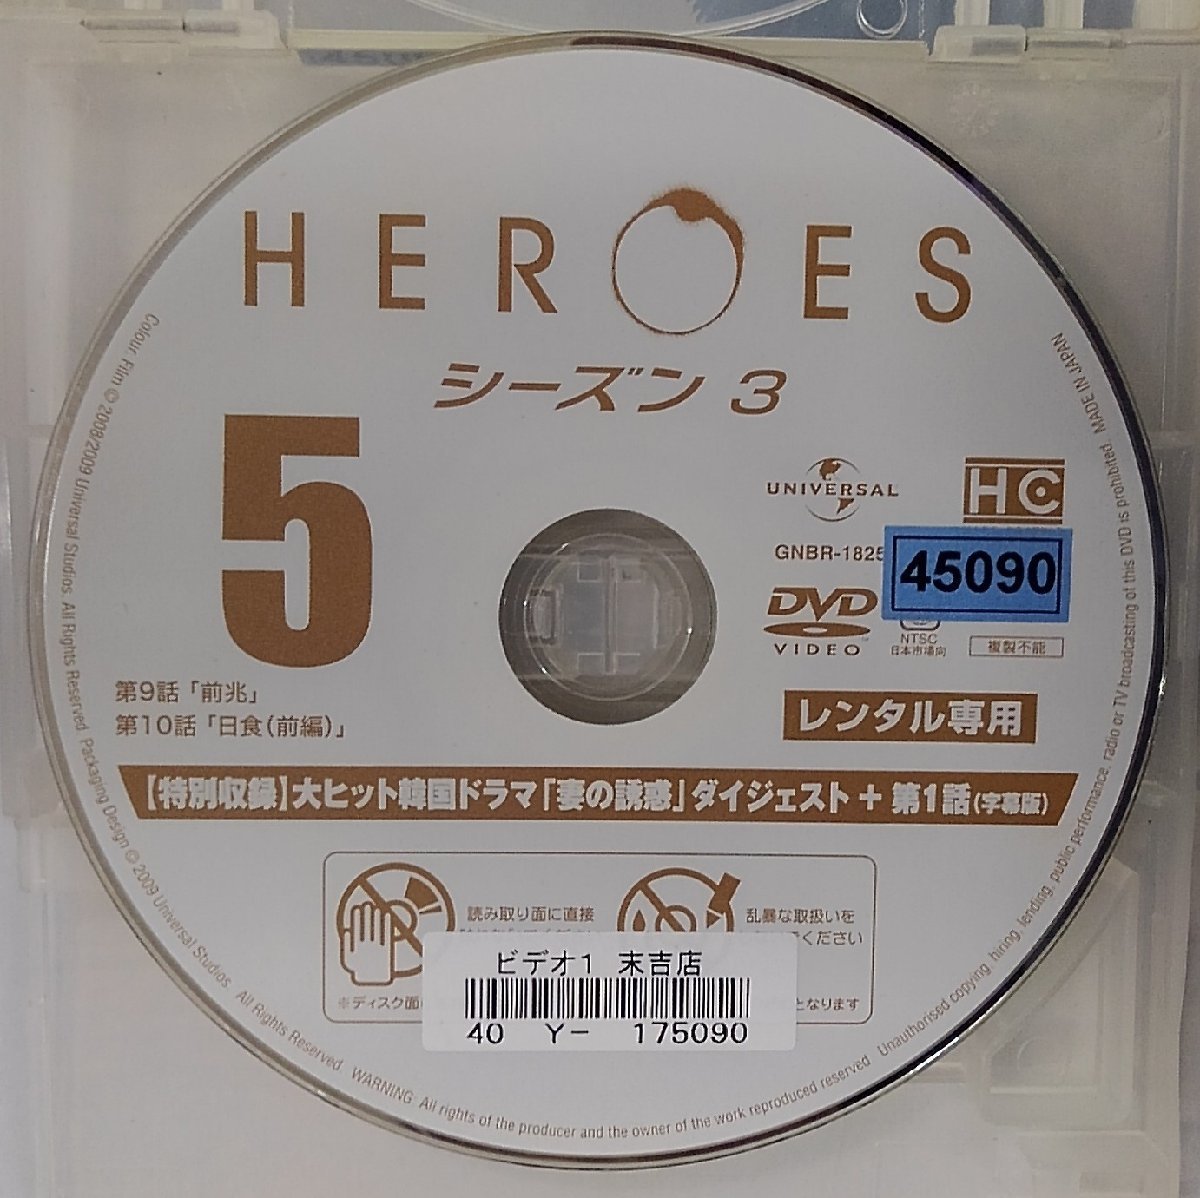 HEROES
シーズン 3
5
UNIVERSAL
HC
GNBR-1825
45090
DVD
VIDEO
NTSC
日本市場向
複製不能
第9話「前兆」
第10話「日食(前編)」
レンタル専用
【特別収録】大ヒット韓国ドラマ「妻の誘惑」ダイジェスト + 第1話(字幕版)
読み取り面に直接
乱暴な取扱いを
ください
※ディスク面
となります
ビデオ1 末吉店
40 Y- 175090
Colour Film © 2008/2009 Universal Studios. All Rights Reserved. Packaging Design © 2009 Universal Studios. All Rights Reserved. WARNING: All rights of the producer and the owner of the work reproduced reserved. Unauthorised copying, hiring, lending, public performance, radio or TV broadcasting of this DVD is prohibited. MADE IN JAPAN